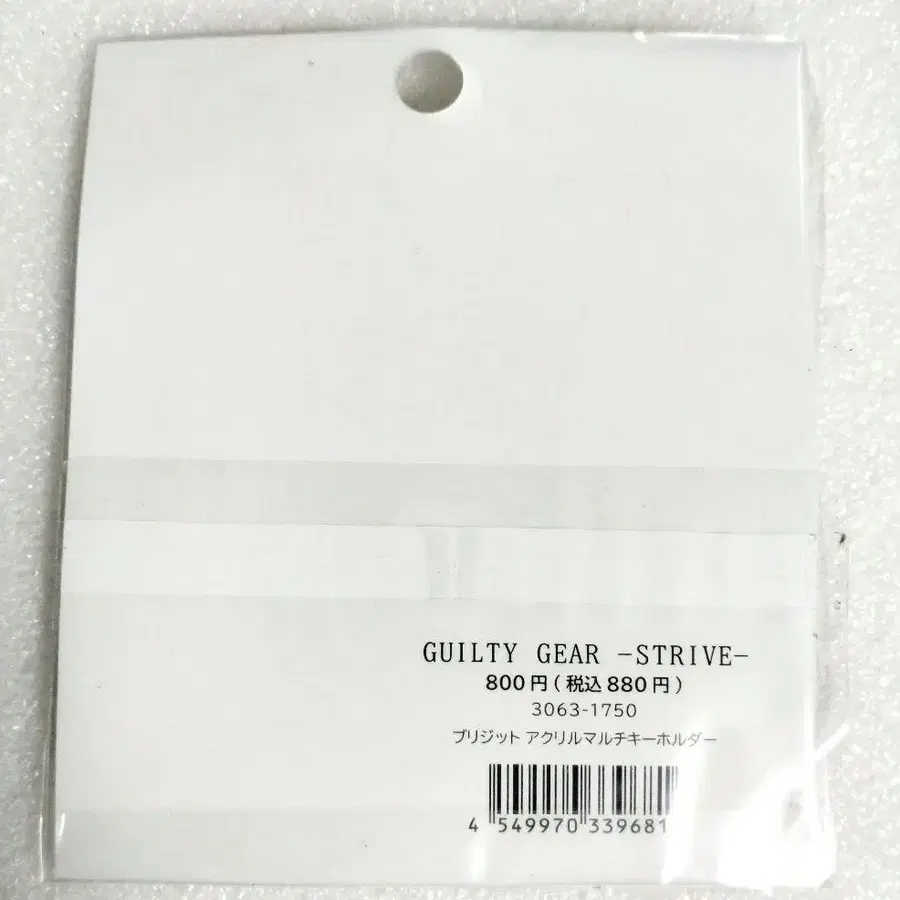 GUILTY GEAR -STRIVE-
800円(税込880円)
3063-1750
ブリジット アクリルマルチキーホルダー
4 549970 339681